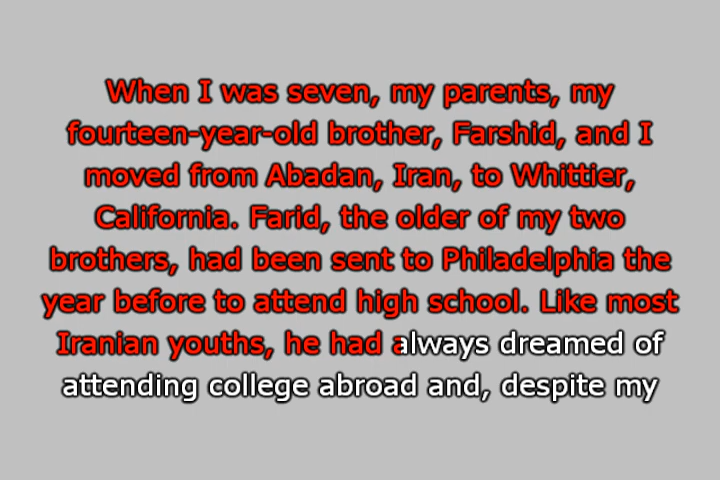 When I was seven, my parents, my
fourteen-year-old brother, Farshid, and I
moved from Abadan, Iran, to Whittier,
California. Farid, the older of my two
brothers, had been sent to Philadelphia the
year before to attend high school. Like most
Iranian youths, he had always dreamed of
attending college abroad and, despite my